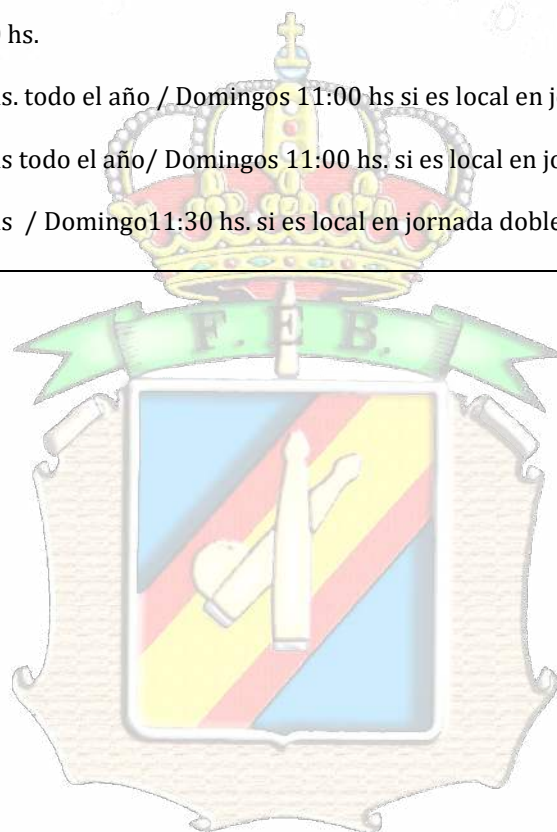 hs.
s. todo el año / Domingos 11:00 hs si es local en j
s todo el año/ Domingos 11:00 hs. si es local en jo
s / Domingo11:30 hs. si es local en jornada doble
F. E. B.